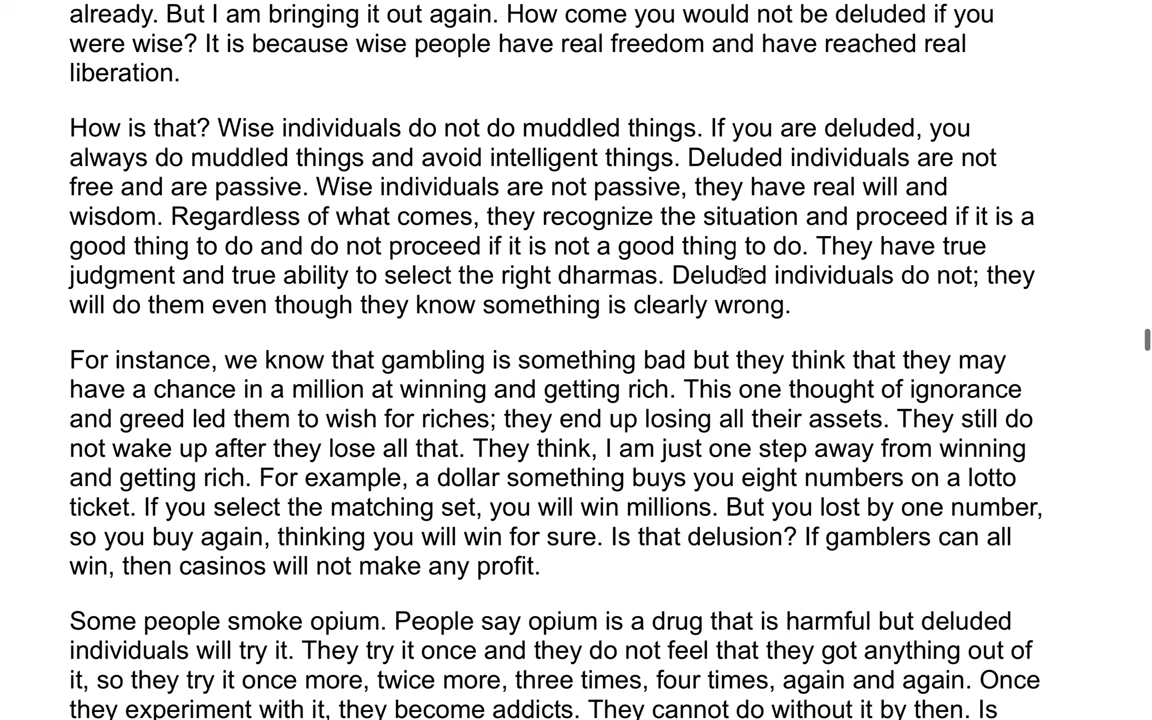 already. But I am bringing it out again. How come you would not be deluded if you
were wise? It is because wise people have real freedom and have reached real
liberation.
How is that? Wise individuals do not do muddled things. If you are deluded, you
always do muddled things and avoid intelligent things. Deluded individuals are not
free and are passive. Wise individuals are not passive, they have real will and
wisdom. Regardless of what comes, they recognize the situation and proceed if it is a
good thing to do and do not proceed if it is not a good thing to do. They have true
judgment and true ability to select the right dharmas. Deluded individuals do not; they
will do them even though they know something is clearly wrong.
For instance, we know that gambling is something bad but they think that they may
have a chance in a million at winning and getting rich. This one thought of ignorance
and greed led them to wish for riches; they end up losing all their assets. They still do
not wake up after they lose all that. They think, I am just one step away from winning
and getting rich. For example, a dollar something buys you eight numbers on a lotto
ticket. If you select the matching set, you will win millions. But you lost by one number,
so you buy again, thinking you will win for sure. Is that delusion? If gamblers can all
win, then casinos will not make any profit.
Some people smoke opium. People say opium is a drug that is harmful but deluded
individuals will try it. They try it once and they do not feel that they got anything out of
it, so they try it once more, twice more, three times, four times, again and again. Once
they experiment with it, they become addicts. They cannot do without it by then. Is